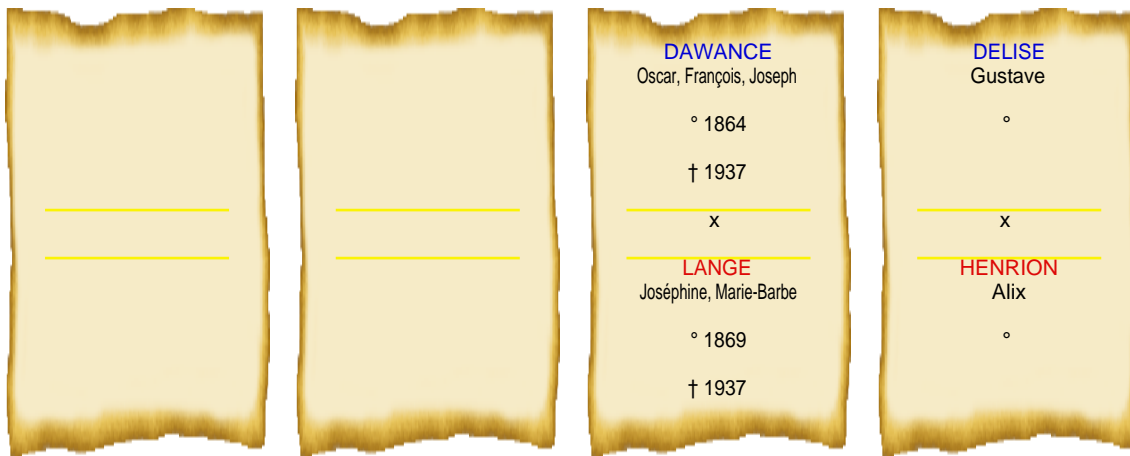 DAWANCE
Oscar, François, Joseph
° 1864
† 1937
x
LANGE
Joséphine, Marie-Barbe
° 1869
† 1937
DELISE
Gustave
°
x
HENRION
Alix
°